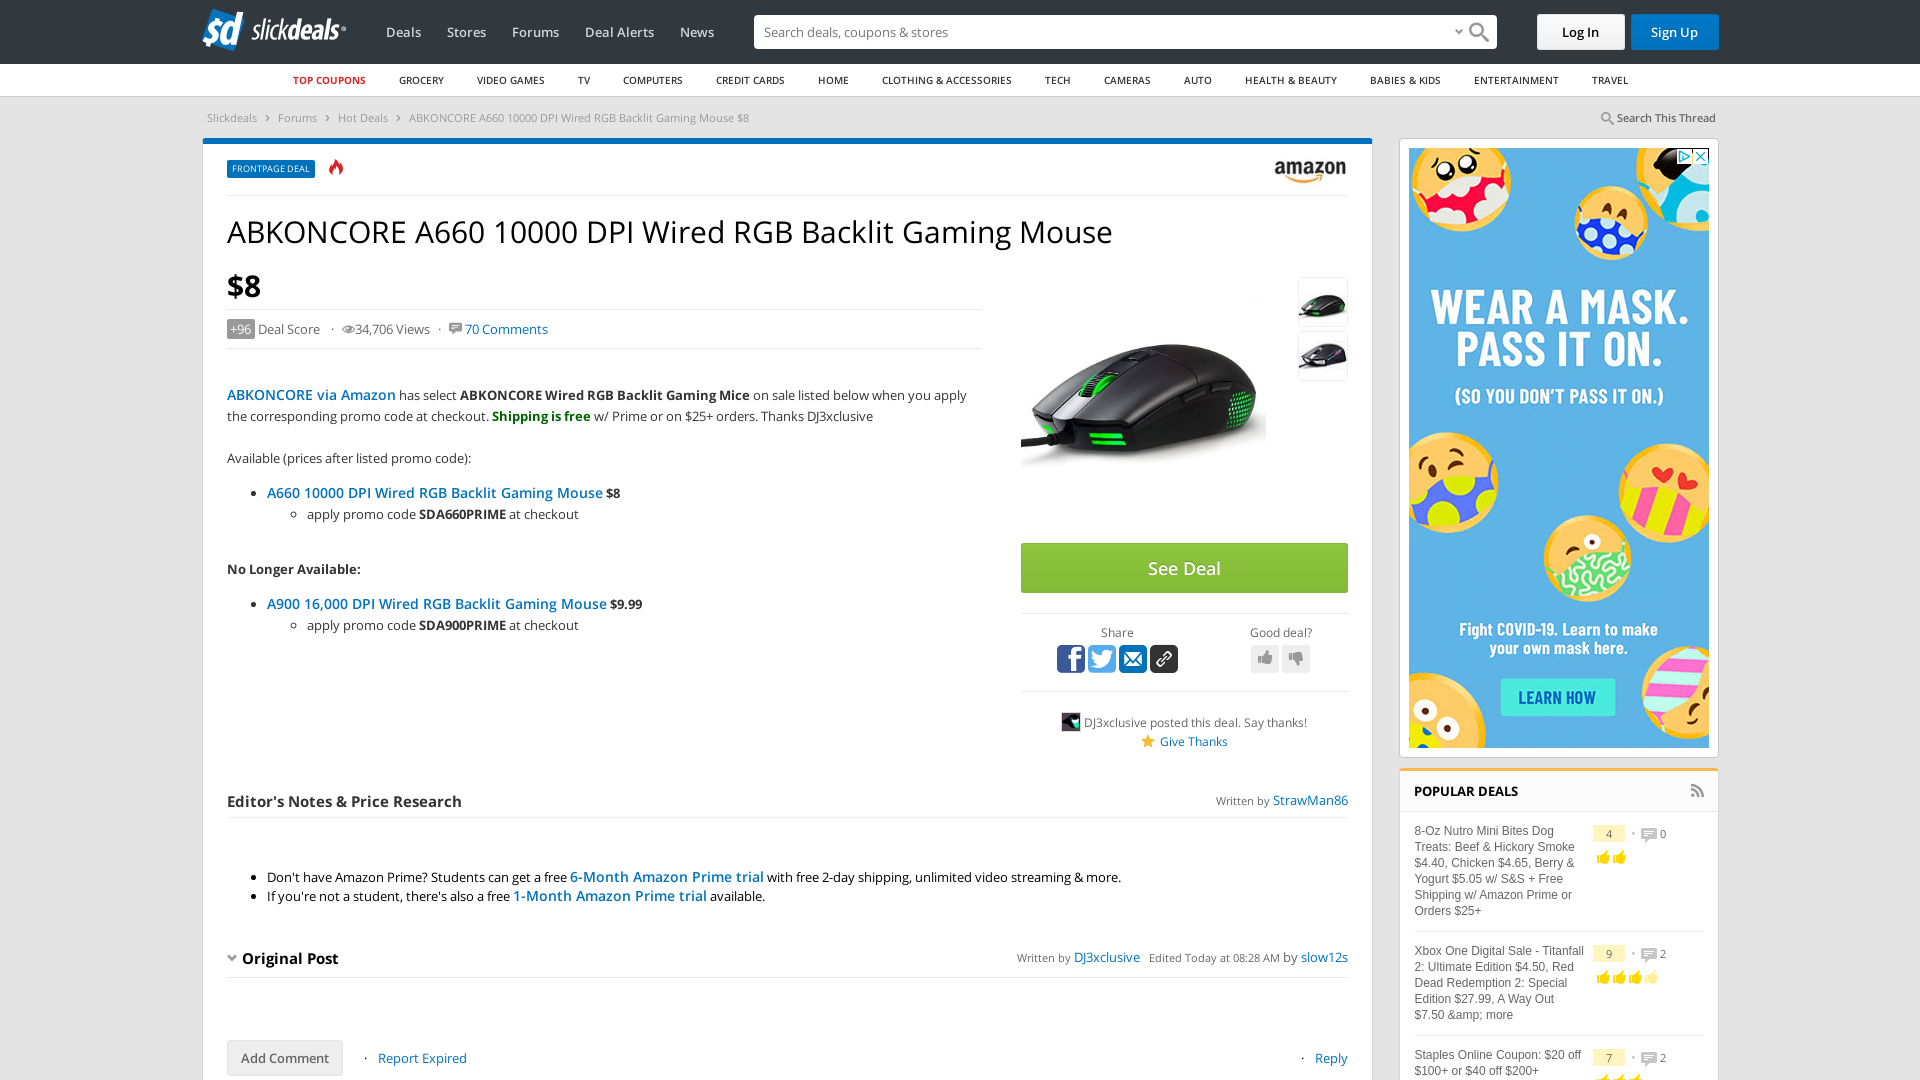 sd slickdeals
Deals Stores Forums Deal Alerts News
Search deals, coupons & stores
Log In Sign Up
TOP COUPONS GROCERY VIDEO GAMES TV COMPUTERS CREDIT CARDS HOME CLOTHING & ACCESSORIES TECH CAMERAS AUTO HEALTH & BEAUTY BABIES & KIDS ENTERTAINMENT TRAVEL
Slickdeals › Forums › Hot Deals › ABKONCORE A660 10000 DPI Wired RGB Backlit Gaming Mouse $8
Search This Thread
FRONTPAGE DEAL
amazon
ABKONCORE A660 10000 DPI Wired RGB Backlit Gaming Mouse
$8
+96 Deal Score · 34,706 Views · 70 Comments
ABKONCORE via Amazon has select ABKONCORE Wired RGB Backlit Gaming Mice on sale listed below when you apply
the corresponding promo code at checkout. Shipping is free w/ Prime or on $25+ orders. Thanks DJ3xclusive
Available (prices after listed promo code):
A660 10000 DPI Wired RGB Backlit Gaming Mouse $8
apply promo code SDA660PRIME at checkout
No Longer Available:
A900 16,000 DPI Wired RGB Backlit Gaming Mouse $9.99
apply promo code SDA900PRIME at checkout
See Deal
Share Good deal?
DJ3xclusive posted this deal. Say thanks!
Give Thanks
Editor's Notes & Price Research
Written by StrawMan86
Don't have Amazon Prime? Students can get a free 6-Month Amazon Prime trial with free 2-day shipping, unlimited video streaming & more.
If you're not a student, there's also a free 1-Month Amazon Prime trial available.
Original Post
Written by DJ3xclusive Edited Today at 08:28 AM by slow12s
Add Comment · Report Expired
· Reply
WEAR A MASK.
PASS IT ON.
(SO YOU DON'T PASS IT ON.)
Fight COVID-19. Learn to make
your own mask here.
LEARN HOW
POPULAR DEALS
8-Oz Nutro Mini Bites Dog
Treats: Beef & Hickory Smoke
$4.40, Chicken $4.65, Berry &
Yogurt $5.05 w/ S&S + Free
Shipping w/ Amazon Prime or
Orders $25+
4 • 0
Xbox One Digital Sale - Titanfall
2: Ultimate Edition $4.50, Red
Dead Redemption 2: Special
Edition $27.99, A Way Out
$7.50 &amp; more
9 • 2
Staples Online Coupon: $20 off
$100+ or $40 off $200+
7 • 2